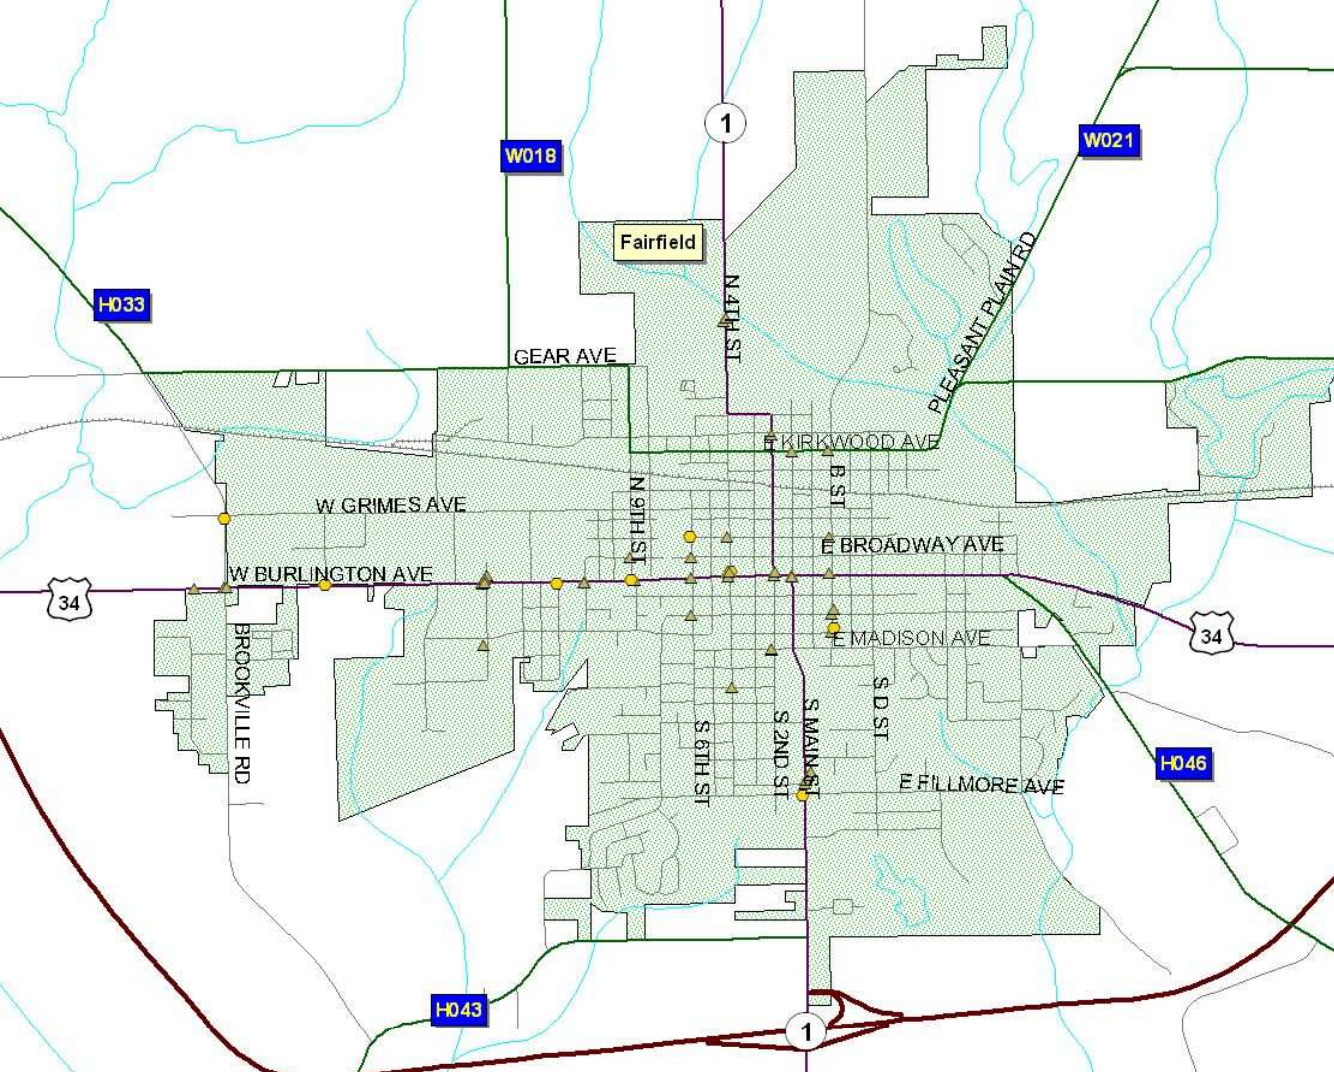 1
W021
W018
Fairfield
PLEASANT PLAIN RD
H033
N 4TH ST
GEAR AVE
E KIRKWOOD AVE
B ST
N 9TH ST
W GRIMES AVE
E BROADWAY AVE
W BURLINGTON AVE
34
34
E MADISON AVE
BROOKVILLE RD
S D ST
S MAIN ST
S 2ND ST
S 6TH ST
H046
E FILLMORE AVE
H043
1